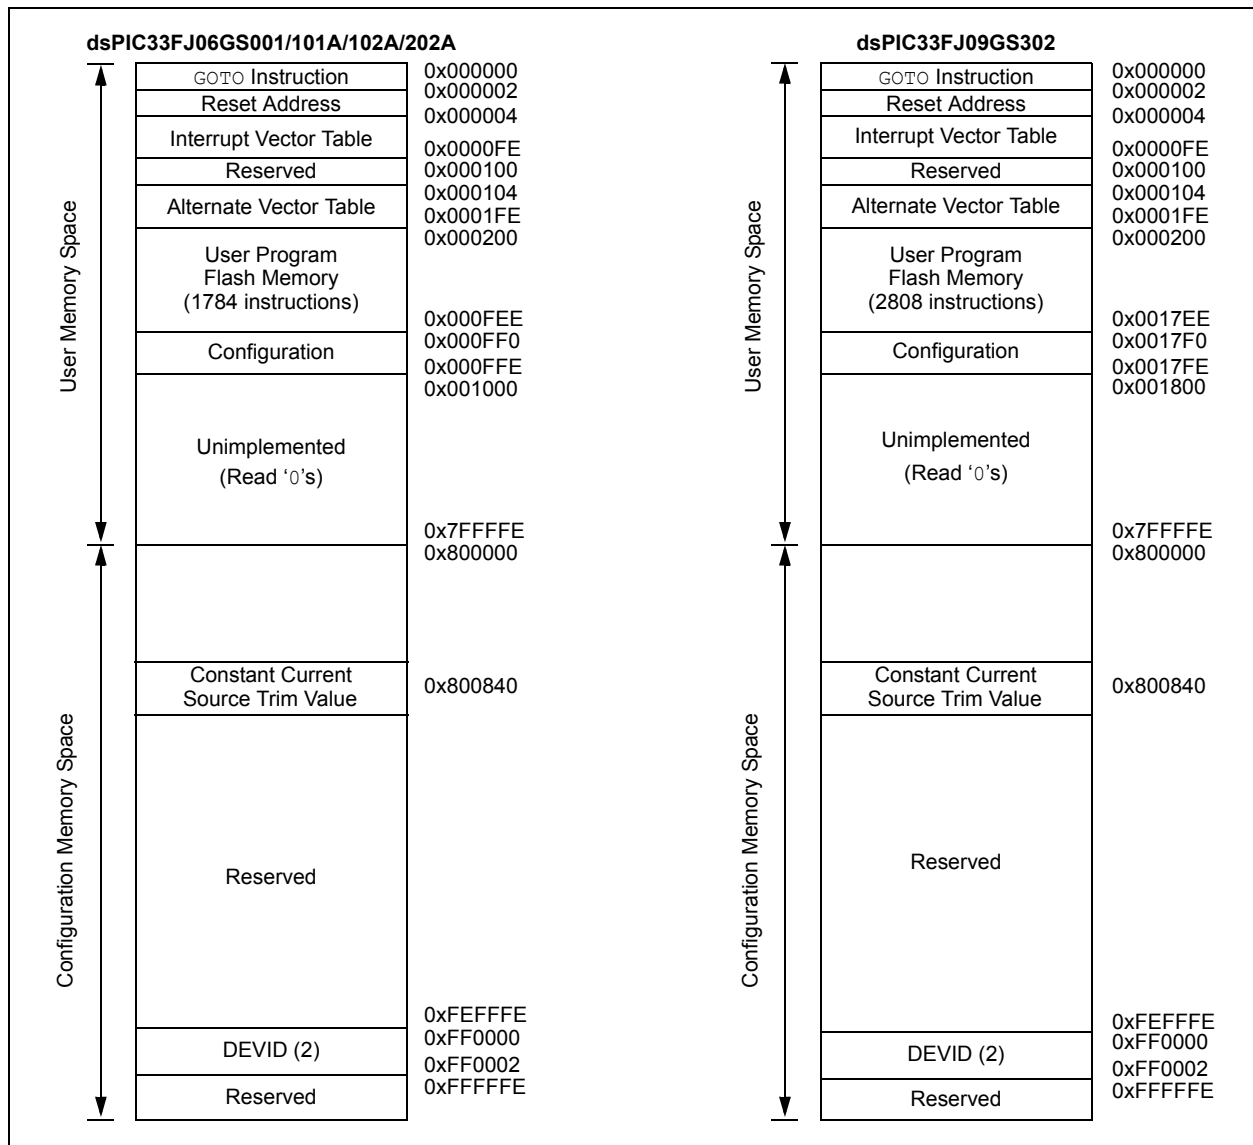 dsPIC33FJ06GS001/101A/102A/202A
User Memory Space
GOTO Instruction
0x000000
0x000002
Reset Address
0x000004
Interrupt Vector Table
0x0000FE
Reserved
0x000100
0x000104
Alternate Vector Table
0x0001FE
0x000200
User Program
Flash Memory
(1784 instructions)
0x000FEE
0x000FF0
Configuration
0x000FFE
0x001000
Unimplemented
(Read ‘0’s)
0x7FFFFE
0x800000
Configuration Memory Space
Constant Current
Source Trim Value
0x800840
Reserved
0xFEFFFE
0xFF0000
DEVID (2)
0xFF0002
0xFFFFFE
Reserved
dsPIC33FJ09GS302
User Memory Space
GOTO Instruction
0x000000
0x000002
Reset Address
0x000004
Interrupt Vector Table
0x0000FE
Reserved
0x000100
0x000104
Alternate Vector Table
0x0001FE
0x000200
User Program
Flash Memory
(2808 instructions)
0x0017EE
0x0017F0
Configuration
0x0017FE
0x001800
Unimplemented
(Read ‘0’s)
0x7FFFFE
0x800000
Configuration Memory Space
Constant Current
Source Trim Value
0x800840
Reserved
0xFEFFFE
0xFF0000
DEVID (2)
0xFF0002
0xFFFFFE
Reserved